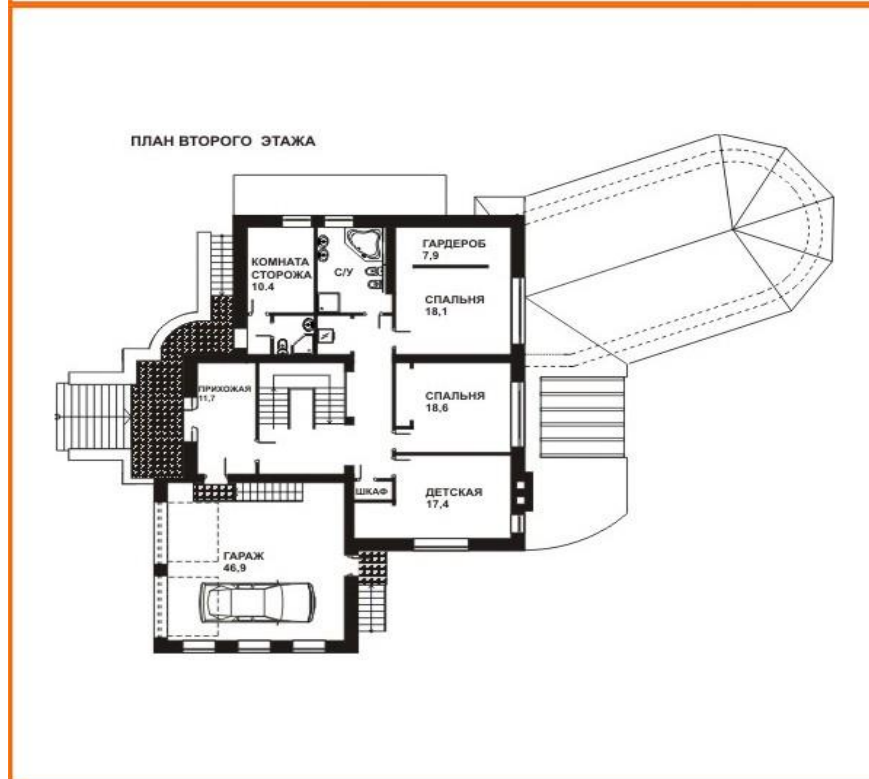 ПЛАН ВТОРОГО ЭТАЖА
ГАРДЕРОБ
7,9
КОМНАТА
СТОРОЖА
10.4
С/У
СПАЛЬНЯ
18,1
ПРИХОЖАЯ
11,7
СПАЛЬНЯ
18,6
ШКАФ
ДЕТСКАЯ
17,4
ГАРАЖ
46,9